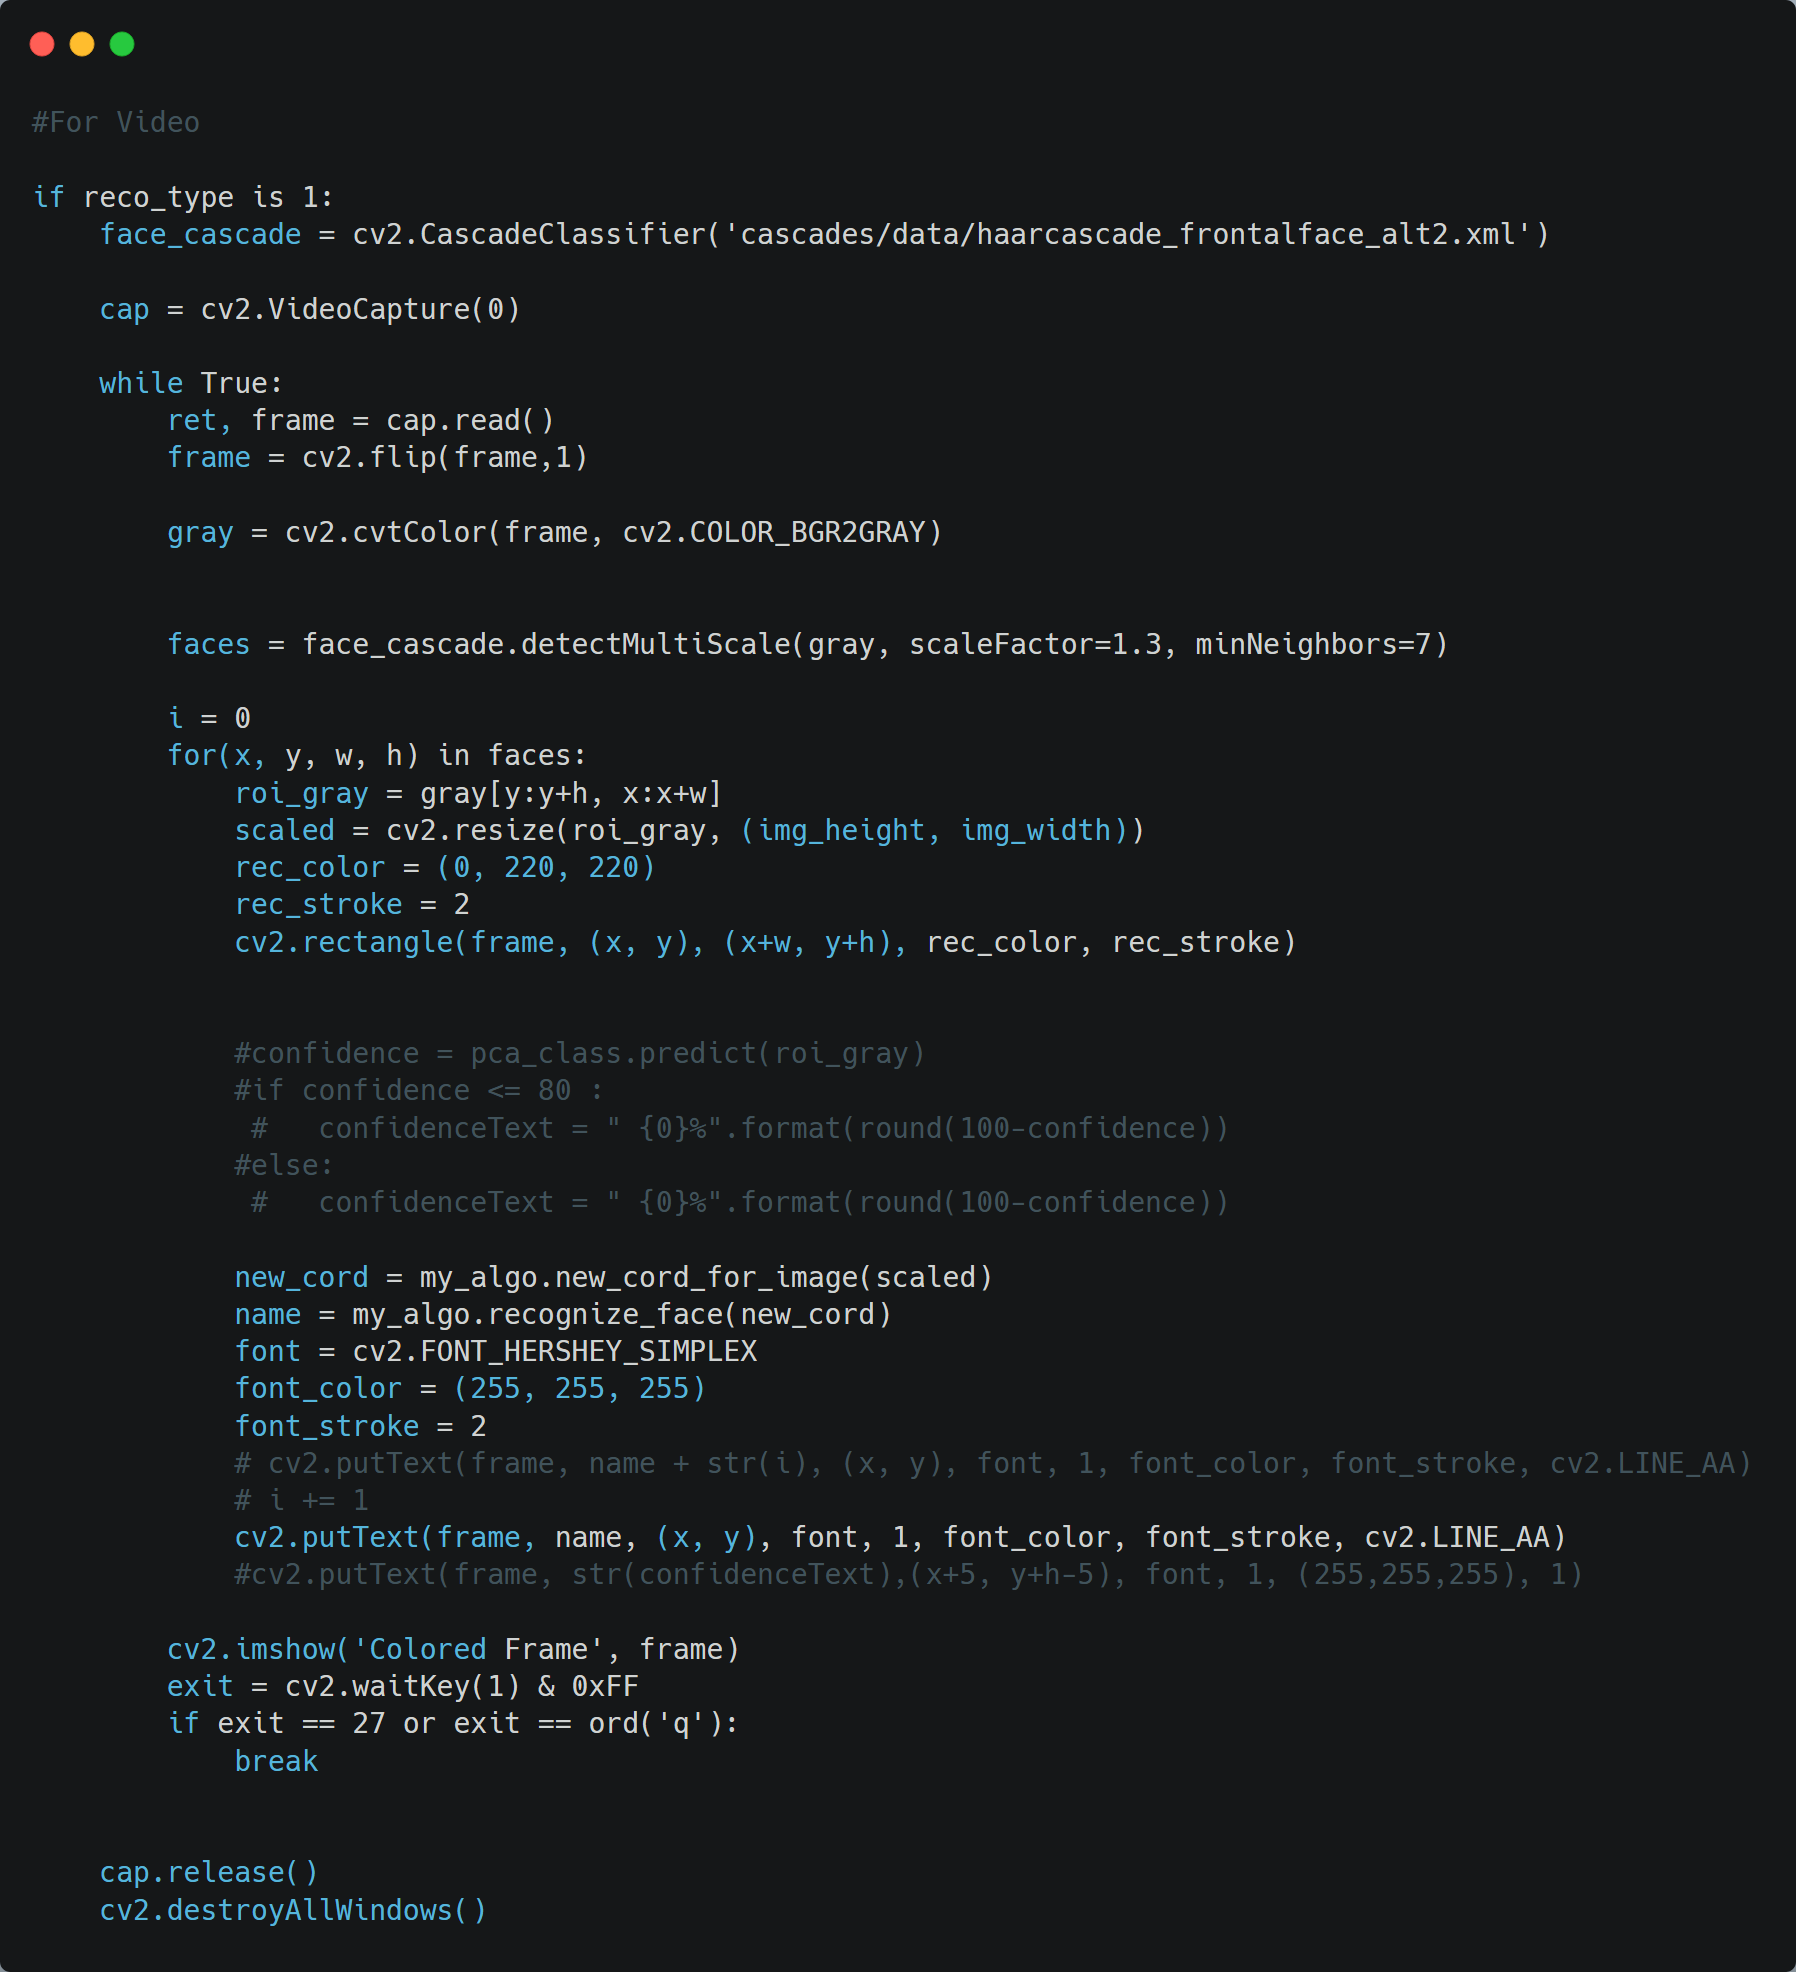 #For Video
if reco_type is 1:
    face_cascade = cv2.CascadeClassifier('cascades/data/haarcascade_frontalface_alt2.xml')
    cap = cv2.VideoCapture(0)
    while True:
        ret, frame = cap.read()
        frame = cv2.flip(frame,1)
        gray = cv2.cvtColor(frame, cv2.COLOR_BGR2GRAY)
        faces = face_cascade.detectMultiScale(gray, scaleFactor=1.3, minNeighbors=7)
        i = 0
        for(x, y, w, h) in faces:
            roi_gray = gray[y:y+h, x:x+w]
            scaled = cv2.resize(roi_gray, (img_height, img_width))
            rec_color = (0, 220, 220)
            rec_stroke = 2
            cv2.rectangle(frame, (x, y), (x+w, y+h), rec_color, rec_stroke)
            #confidence = pca_class.predict(roi_gray)
            #if confidence <= 80 :
             #   confidenceText = " {0}%".format(round(100-confidence))
            #else:
             #   confidenceText = " {0}%".format(round(100-confidence))
            new_cord = my_algo.new_cord_for_image(scaled)
            name = my_algo.recognize_face(new_cord)
            font = cv2.FONT_HERSHEY_SIMPLEX
            font_color = (255, 255, 255)
            font_stroke = 2
            # cv2.putText(frame, name + str(i), (x, y), font, 1, font_color, font_stroke, cv2.LINE_AA)
            # i += 1
            cv2.putText(frame, name, (x, y), font, 1, font_color, font_stroke, cv2.LINE_AA)
            #cv2.putText(frame, str(confidenceText),(x+5, y+h-5), font, 1, (255,255,255), 1)
        cv2.imshow('Colored Frame', frame)
        exit = cv2.waitKey(1) & 0xFF
        if exit == 27 or exit == ord('q'):
            break
    cap.release()
    cv2.destroyAllWindows()